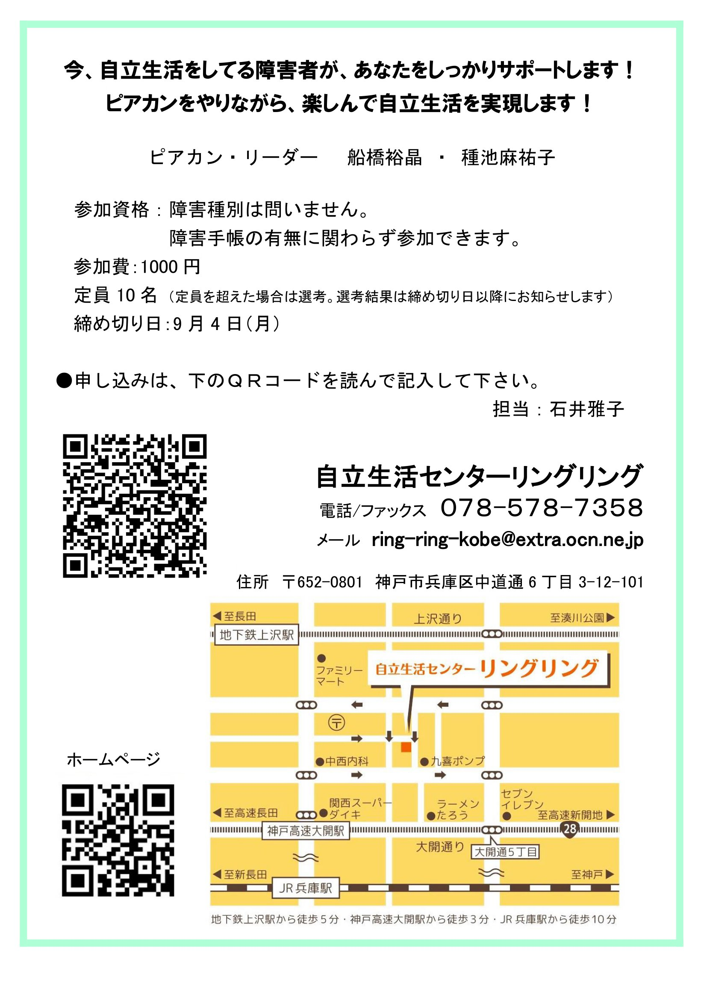 今、自立生活をしてる障害者が、あなたをしっかりサポートします！
ピアカンをやりながら、楽しんで自立生活を実現します！
ピアカン・リーダー　船橋裕晶 ・ 種池麻祐子
参加資格：障害種別は問いません。
障害手帳の有無に関わらず参加できます。
参加費：1000 円
定員 10 名 （定員を超えた場合は選考。選考結果は締め切り日以降にお知らせします）
締め切り日：9 月 4 日（月）
●申し込みは、下のＱＲコードを読んで記入して下さい。
担当：石井雅子
自立生活センターリングリング
電話/ファックス ０７８−５７８−７３５８
メール ring-ring-kobe@extra.ocn.ne.jp
住所 〒652-0801 神戸市兵庫区中道通 6 丁目 3-12-101
◀至長田
上沢通り
至湊川公園▶
地下鉄上沢駅
ファミリー
マート
自立生活センター リングリング
〒
●中西内科
●九喜ポンプ
ホームページ
◀至高速長田
関西スーパー
●ダイキ
ラーメン
●たろう
セブン
イレブン
至高速新開地▶
神戸高速大開駅
28
大開通り
大開通5丁目
◀至新長田
至神戸▶
JR 兵庫駅
地下鉄上沢駅から徒歩５分・神戸高速大開駅から徒歩３分・JR 兵庫駅から徒歩10分